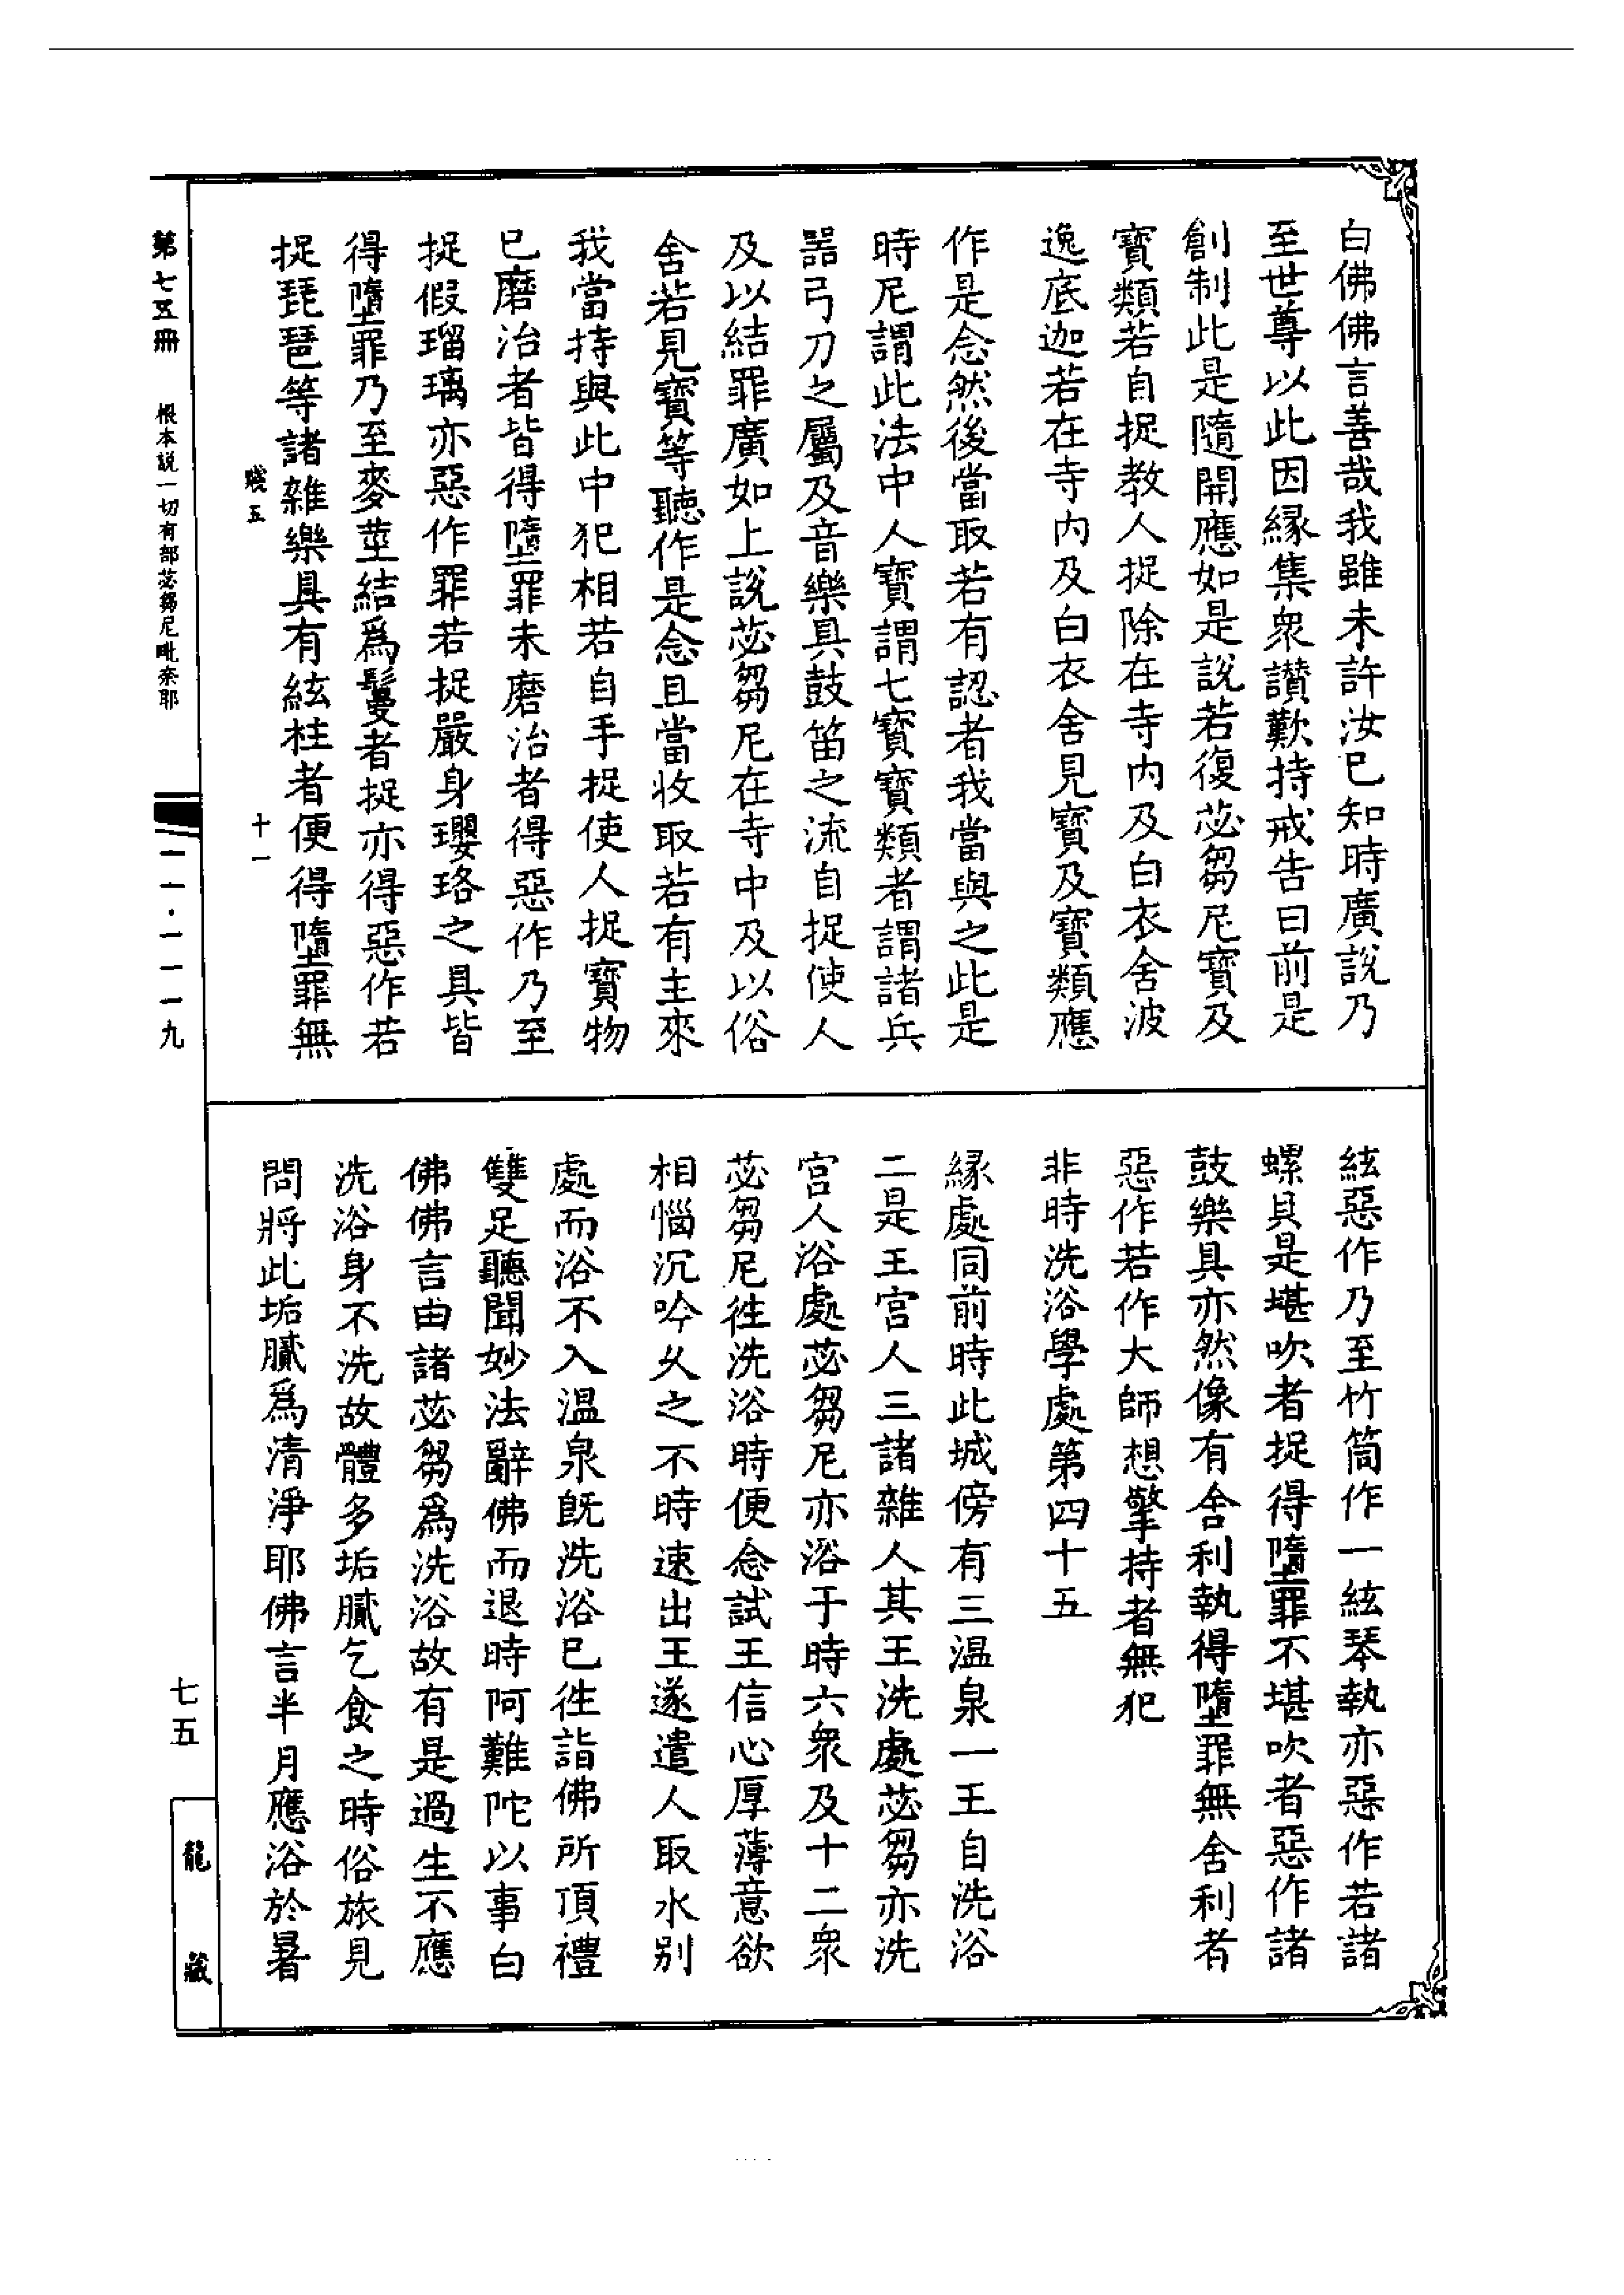 白佛佛言善哉我雖未許汝已知時廣說乃
至世尊以此因緣集衆讚歎持戒告曰前是
創制此是隨開應如是說若復苾芻尼寶及
寶類若自捉教人捉除在寺內及白衣舍波
逸底迦若在寺內及白衣舍見寶及寶類應
作是念然後當取若有認者我當與之此是
時尼謂此法中人寶謂七寶寶類者謂諸兵
器弓刀之屬及音樂具鼓笛之流自捉使人
及以結罪廣如上說苾芻尼在寺中及以俗
舍若見寶等聽作是念且當收取若有主來
我當持與此中犯相若自手捉使人捉寶物
已磨治者皆得墮罪未磨治者得惡作乃至
捉假瑠璃亦惡作罪若捉嚴身瓔珞之具皆
得墮罪乃至麥莖結爲鬘者捉亦得惡作若
捉琵琶等諸雜樂具有絃柱者便得墮罪無
絃惡作乃至竹筒作一絃琴執亦惡作若諸
螺貝是堪吹者捉得墮罪不堪吹者惡作諸
鼓樂具亦然像有舍利執得墮罪無舍利者
惡作若作大師想擎持者無犯
非時洗浴學處第四十五
緣處同前時此城傍有三温泉一王自洗浴
二是王宮人三諸雜人其王洗處苾芻亦洗
宮人浴處苾芻尼亦浴于時六衆及十二衆
苾芻尼徃洗浴時便念試王信心厚薄意欲
相惱沉吟久之不時速出王遂遣人取水別
處而浴不入温泉旣洗浴已徃詣佛所頂禮
雙足聽聞妙法辭佛而退時阿難陀以事白
佛佛言由諸苾芻爲洗浴故有是過生不應
洗浴身不洗故體多垢膩乞食之時俗旅見
問將此垢膩爲清淨耶佛言半月應浴於暑
賤五
十一
第七五冊
根本説一切有部苾芻尼毗奈耶
一一·一一一九
七五
龍藏